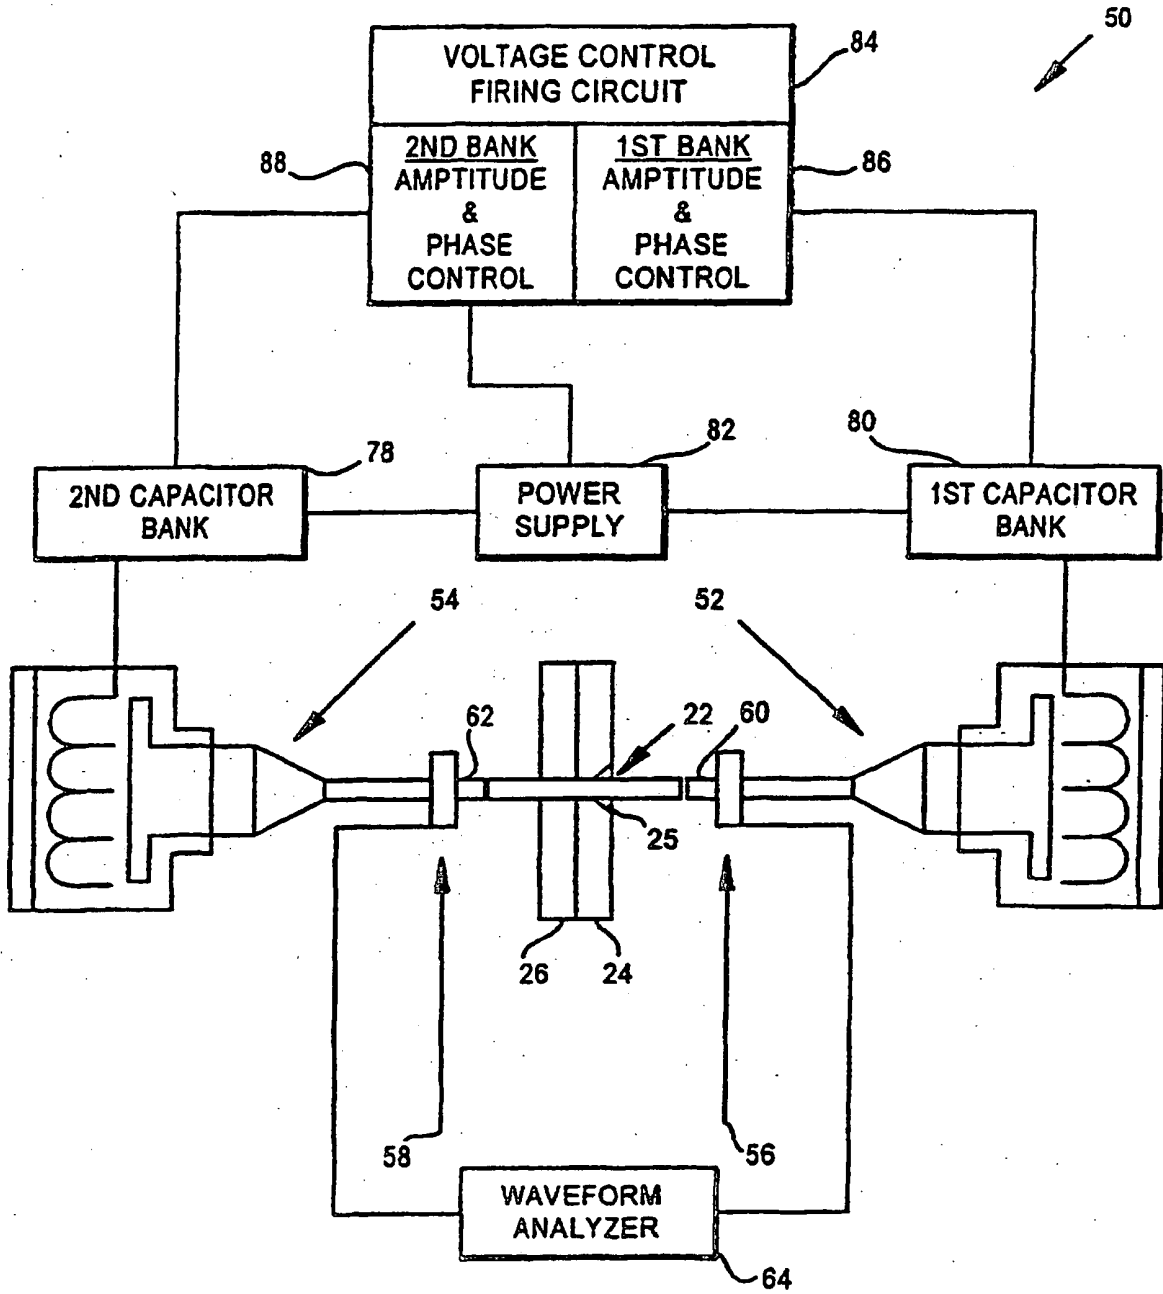 50
VOLTAGE CONTROL
FIRING CIRCUIT
84
88
2ND BANK
AMPTITUDE
&
PHASE
CONTROL
1ST BANK
AMPTITUDE
&
PHASE
CONTROL
86
78
2ND CAPACITOR
BANK
82
POWER
SUPPLY
80
1ST CAPACITOR
BANK
54
52
62
22
60
25
26
24
58
56
WAVEFORM
ANALYZER
64